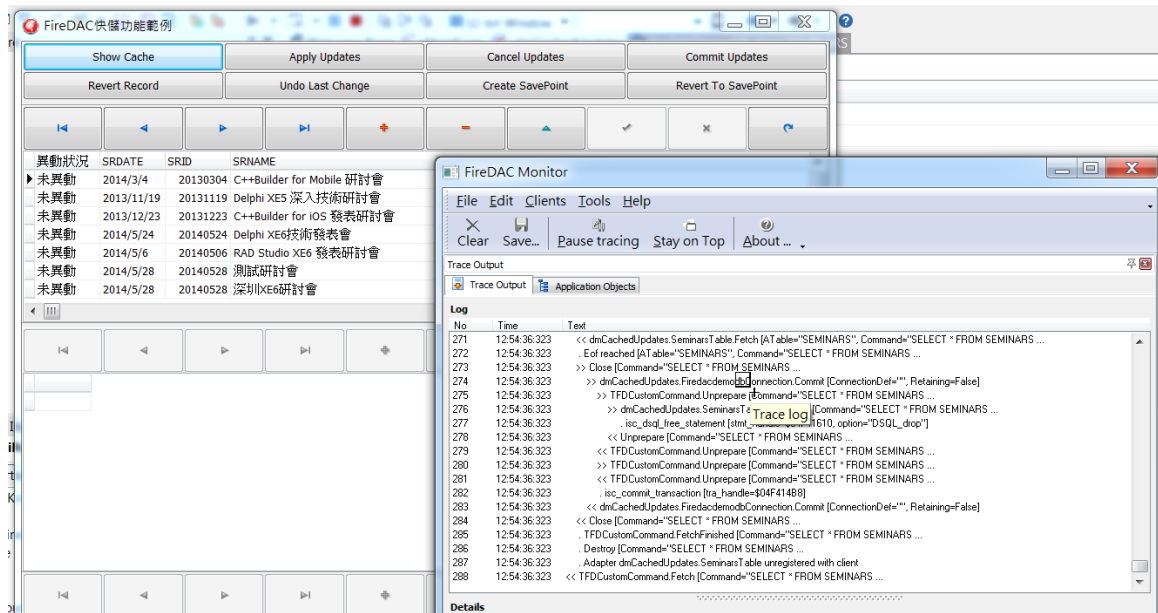 FireDAC快儲功能範例
Show Cache Apply Updates Cancel Updates Commit Updates
Revert Record Undo Last Change Create SavePoint Revert To SavePoint
異動狀況 SRDATE SRID SRNAME
未異動 2014/3/4 20130304 C++Builder for Mobile 研討會
未異動 2013/11/19 20131119 Delphi XE5 深入技術研討會
未異動 2013/12/23 20131223 C++Builder for iOS 發表研討會
未異動 2014/5/24 20140524 Delphi XE6技術發表會
未異動 2014/5/6 20140506 RAD Studio XE6 發表研討會
未異動 2014/5/28 20140528 測試研討會
未異動 2014/5/28 20140528 深圳XE6研討會
FireDAC Monitor
File Edit Clients Tools Help
Clear Save... Pause tracing Stay on Top About ...
Trace Output
Trace Output Application Objects
Log
No Time Text
271 12:54:36:323 << dmCachedUpdates.SeminarsTable.Fetch [ATable="SEMINARS", Command="SELECT * FROM SEMINARS ...
272 12:54:36:323 . Eof reached [ATable="SEMINARS", Command="SELECT * FROM SEMINARS ...
273 12:54:36:323 >> Close [Command="SELECT * FROM SEMINARS ...
274 12:54:36:323 >> dmCachedUpdates.FiredacdemodbConnection.Commit [ConnectionDef="", Retaining=False]
275 12:54:36:323 >> TFDCustomCommand.Unprepare [Command="SELECT * FROM SEMINARS ...
276 12:54:36:323 >> dmCachedUpdates.SeminarsT [Command="SELECT * FROM SEMINARS ...
Trace log
277 12:54:36:323 . isc_dsql_free_statement 1610, option="DSQL_drop"]
278 12:54:36:323 << Unprepare [Command="SELECT * FROM SEMINARS ...
279 12:54:36:323 << TFDCustomCommand.Unprepare [Command="SELECT * FROM SEMINARS ...
280 12:54:36:323 >> TFDCustomCommand.Unprepare [Command="SELECT * FROM SEMINARS ...
281 12:54:36:323 << TFDCustomCommand.Unprepare [Command="SELECT * FROM SEMINARS ...
282 12:54:36:323 . isc_commit_transaction [tra_handle=$04F414B8]
283 12:54:36:323 << dmCachedUpdates.FiredacdemodbConnection.Commit [ConnectionDef="", Retaining=False]
284 12:54:36:323 << Close [Command="SELECT * FROM SEMINARS ...
285 12:54:36:323 . TFDCustomCommand.FetchFinished [Command="SELECT * FROM SEMINARS ...
286 12:54:36:323 . Destroy [Command="SELECT * FROM SEMINARS ...
287 12:54:36:323 . Adapter dmCachedUpdates.SeminarsTable unregistered with client
288 12:54:36:323 << TFDCustomCommand.Fetch [Command="SELECT * FROM SEMINARS ...
Details